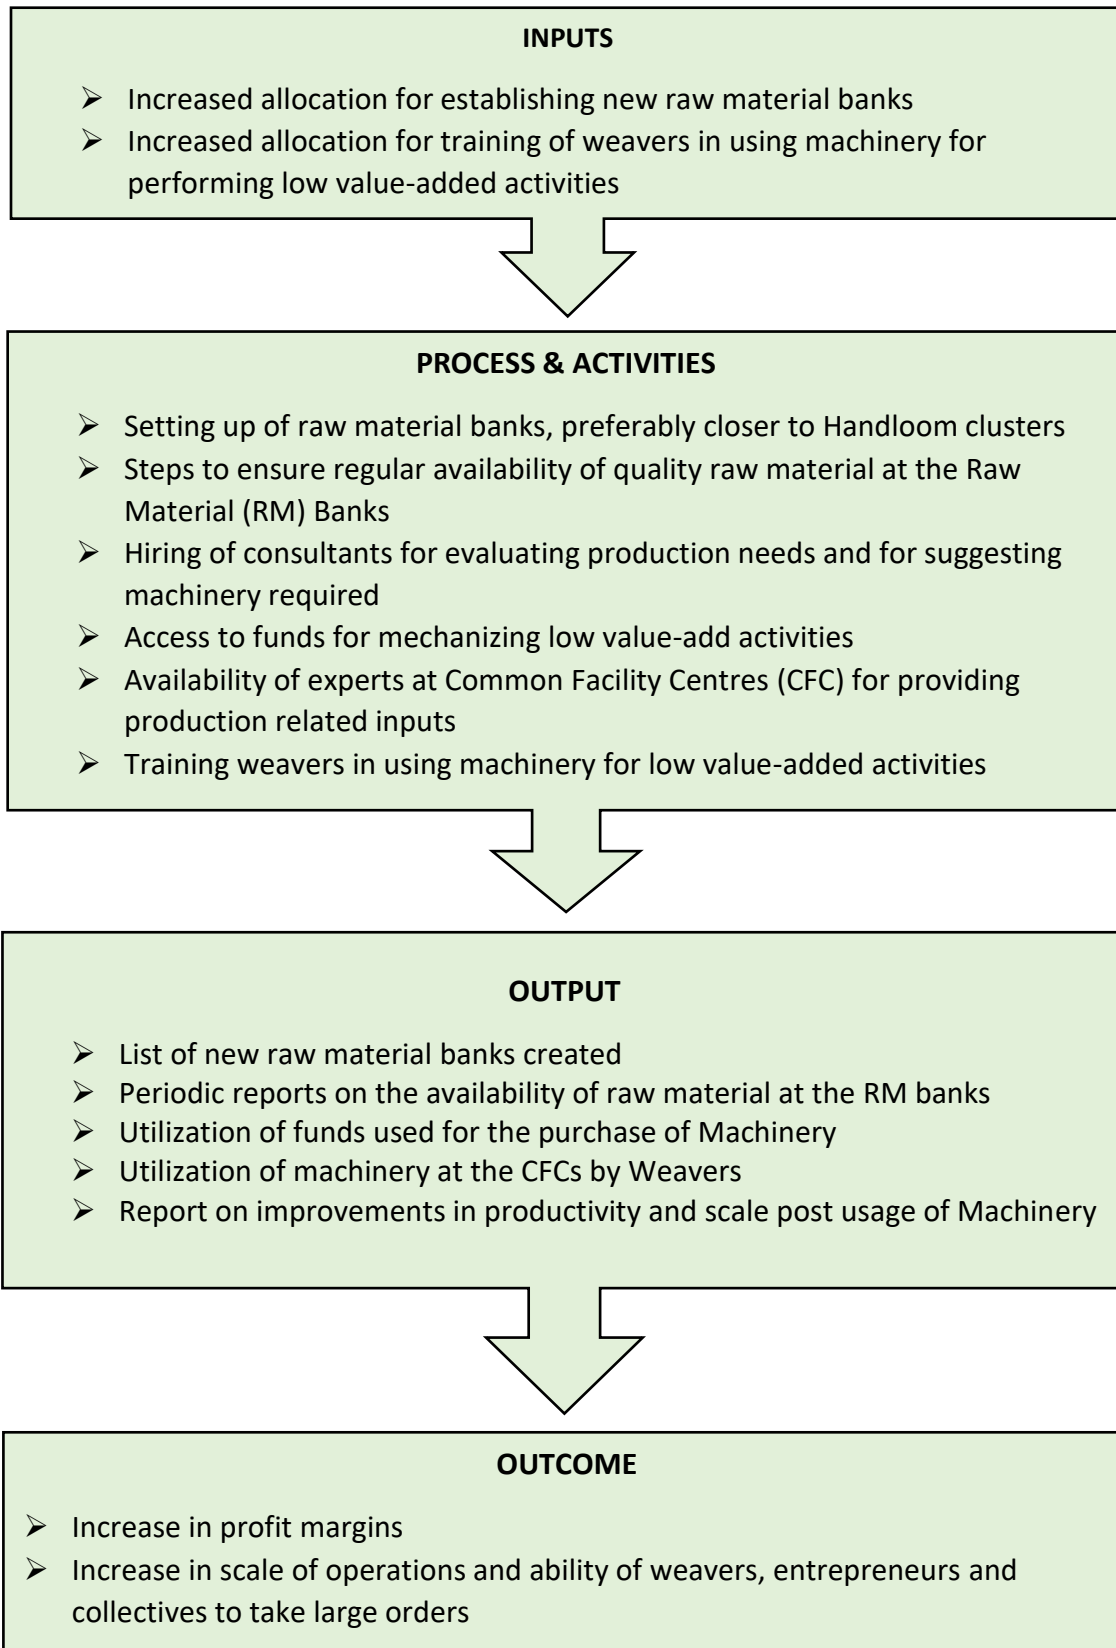 INPUTS
➢ Increased allocation for establishing new raw material banks
➢ Increased allocation for training of weavers in using machinery for
performing low value-added activities
PROCESS & ACTIVITIES
➢ Setting up of raw material banks, preferably closer to Handloom clusters
➢ Steps to ensure regular availability of quality raw material at the Raw
Material (RM) Banks
➢ Hiring of consultants for evaluating production needs and for suggesting
machinery required
➢ Access to funds for mechanizing low value-add activities
➢ Availability of experts at Common Facility Centres (CFC) for providing
production related inputs
➢ Training weavers in using machinery for low value-added activities
OUTPUT
➢ List of new raw material banks created
➢ Periodic reports on the availability of raw material at the RM banks
➢ Utilization of funds used for the purchase of Machinery
➢ Utilization of machinery at the CFCs by Weavers
➢ Report on improvements in productivity and scale post usage of Machinery
OUTCOME
➢ Increase in profit margins
➢ Increase in scale of operations and ability of weavers, entrepreneurs and
collectives to take large orders